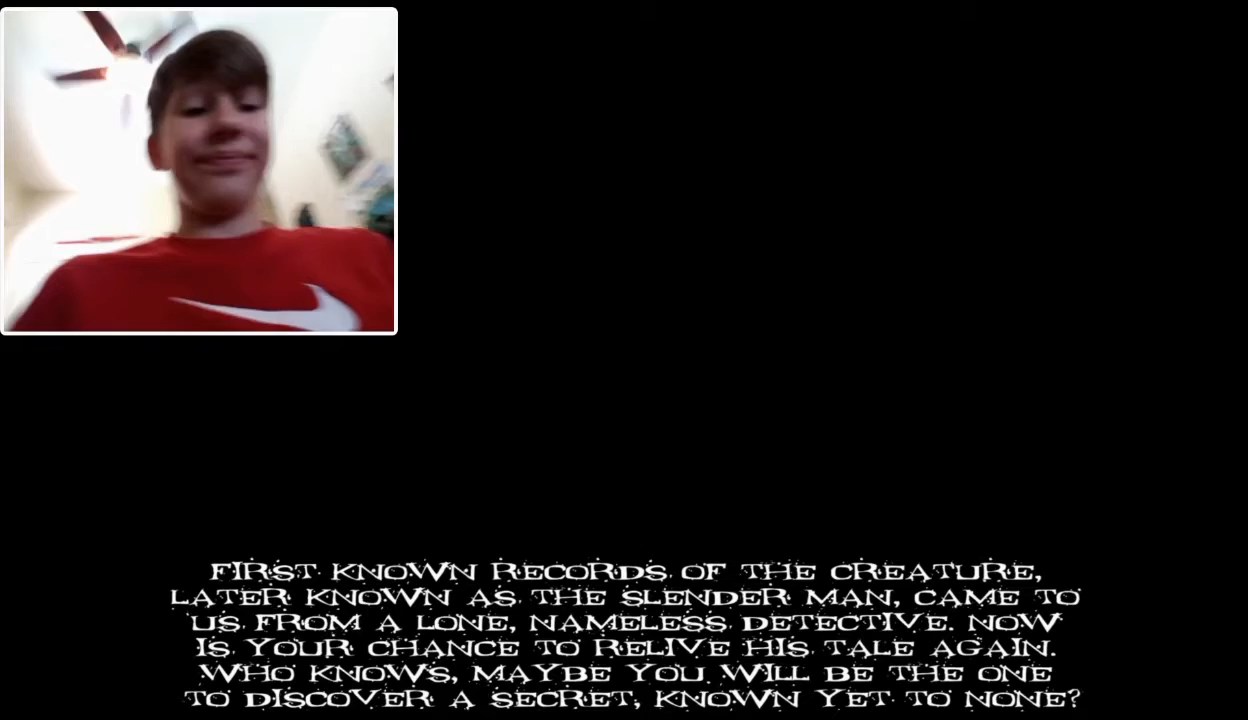 FIRST KNOWN RECORDS OF THE CREATURE,
LATER KNOWN AS THE SLENDER MAN, CAME TO
US FROM A LONE, NAMELESS DETECTIVE. NOW
IS YOUR CHANCE TO RELIVE HIS TALE AGAIN.
WHO KNOWS, MAYBE YOU WILL BE THE ONE
TO DISCOVER A SECRET, KNOWN YET TO NONE?